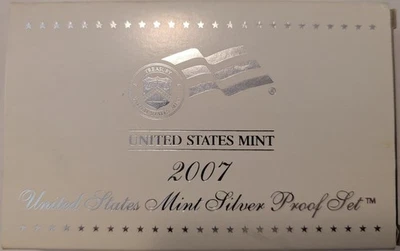 UNITED STATES MINT
2007
United States Mint Silver Proof Set™